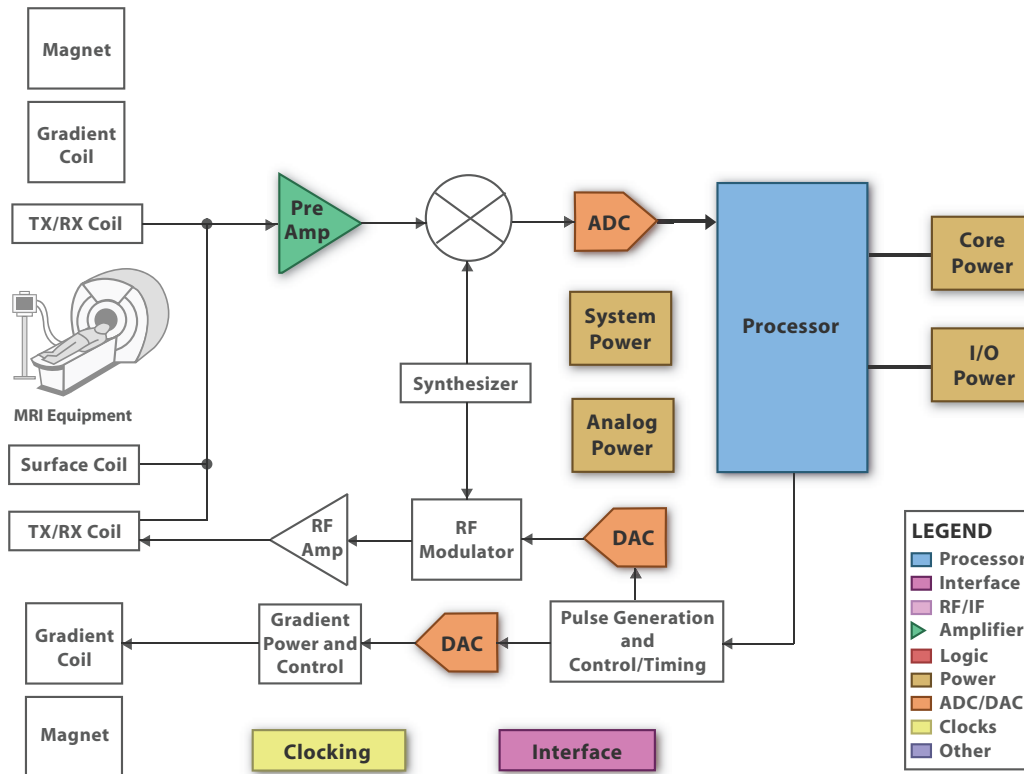 Magnet
Gradient
Coil
TX/RX Coil
Pre
Amp
ADC
Core
Power
System
Power
Processor
I/O
Power
Synthesizer
MRI Equipment
Analog
Power
Surface Coil
TX/RX Coil
RF
Amp
RF
Modulator
DAC
Gradient
Coil
Gradient
Power and
Control
DAC
Pulse Generation
and
Control/Timing
Magnet
Clocking
Interface
LEGEND
Processor
Interface
RF/IF
Amplifier
Logic
Power
ADC/DAC
Clocks
Other